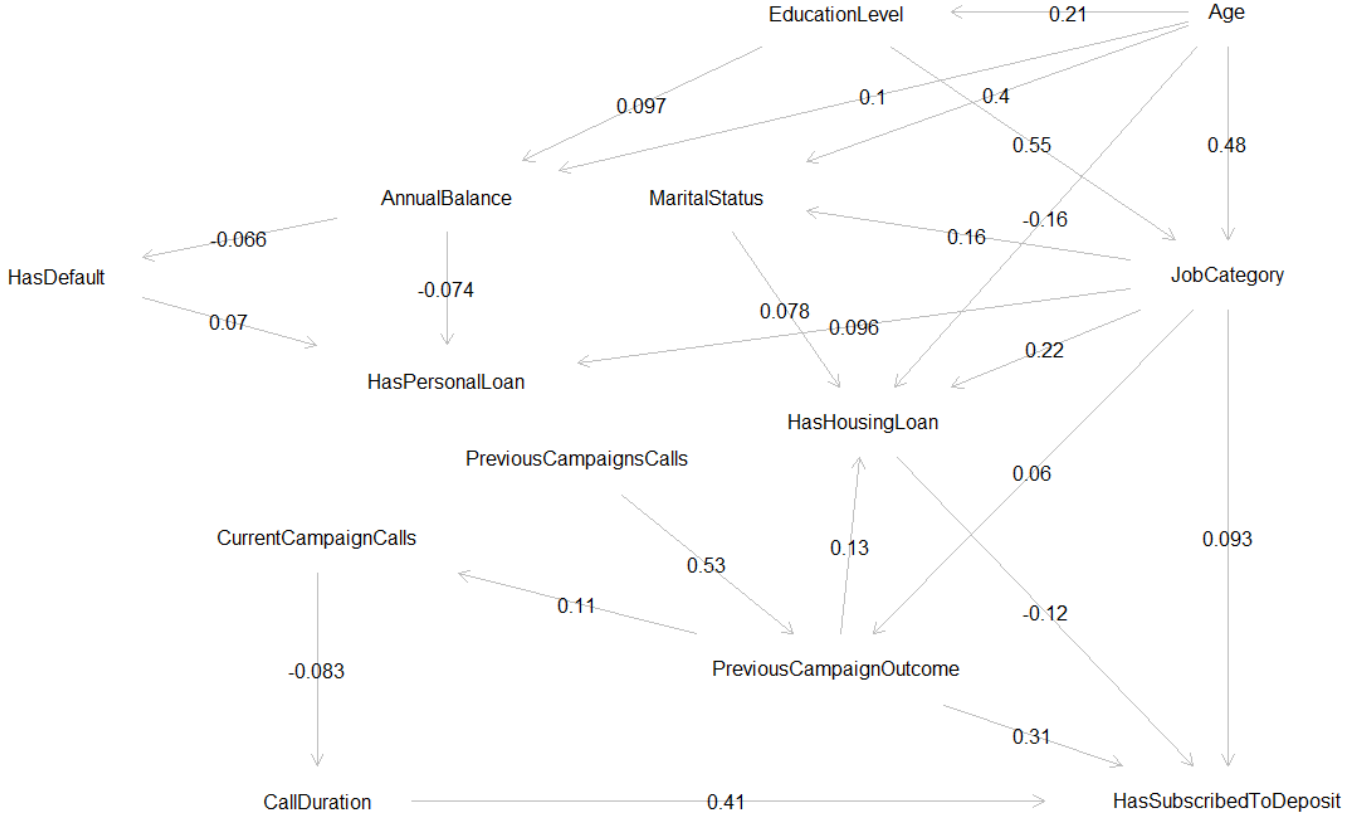 EducationLevel
0.21
Age
0.097
0.1
0.4
0.55
0.48
AnnualBalance
MaritalStatus
-0.16
-0.066
0.16
HasDefault
JobCategory
-0.074
0.07
0.078
0.096
0.22
HasPersonalLoan
HasHousingLoan
PreviousCampaignsCalls
0.06
CurrentCampaignCalls
0.53
0.13
0.093
0.11
-0.12
-0.083
PreviousCampaignOutcome
0.31
CallDuration
0.41
HasSubscribedToDeposit